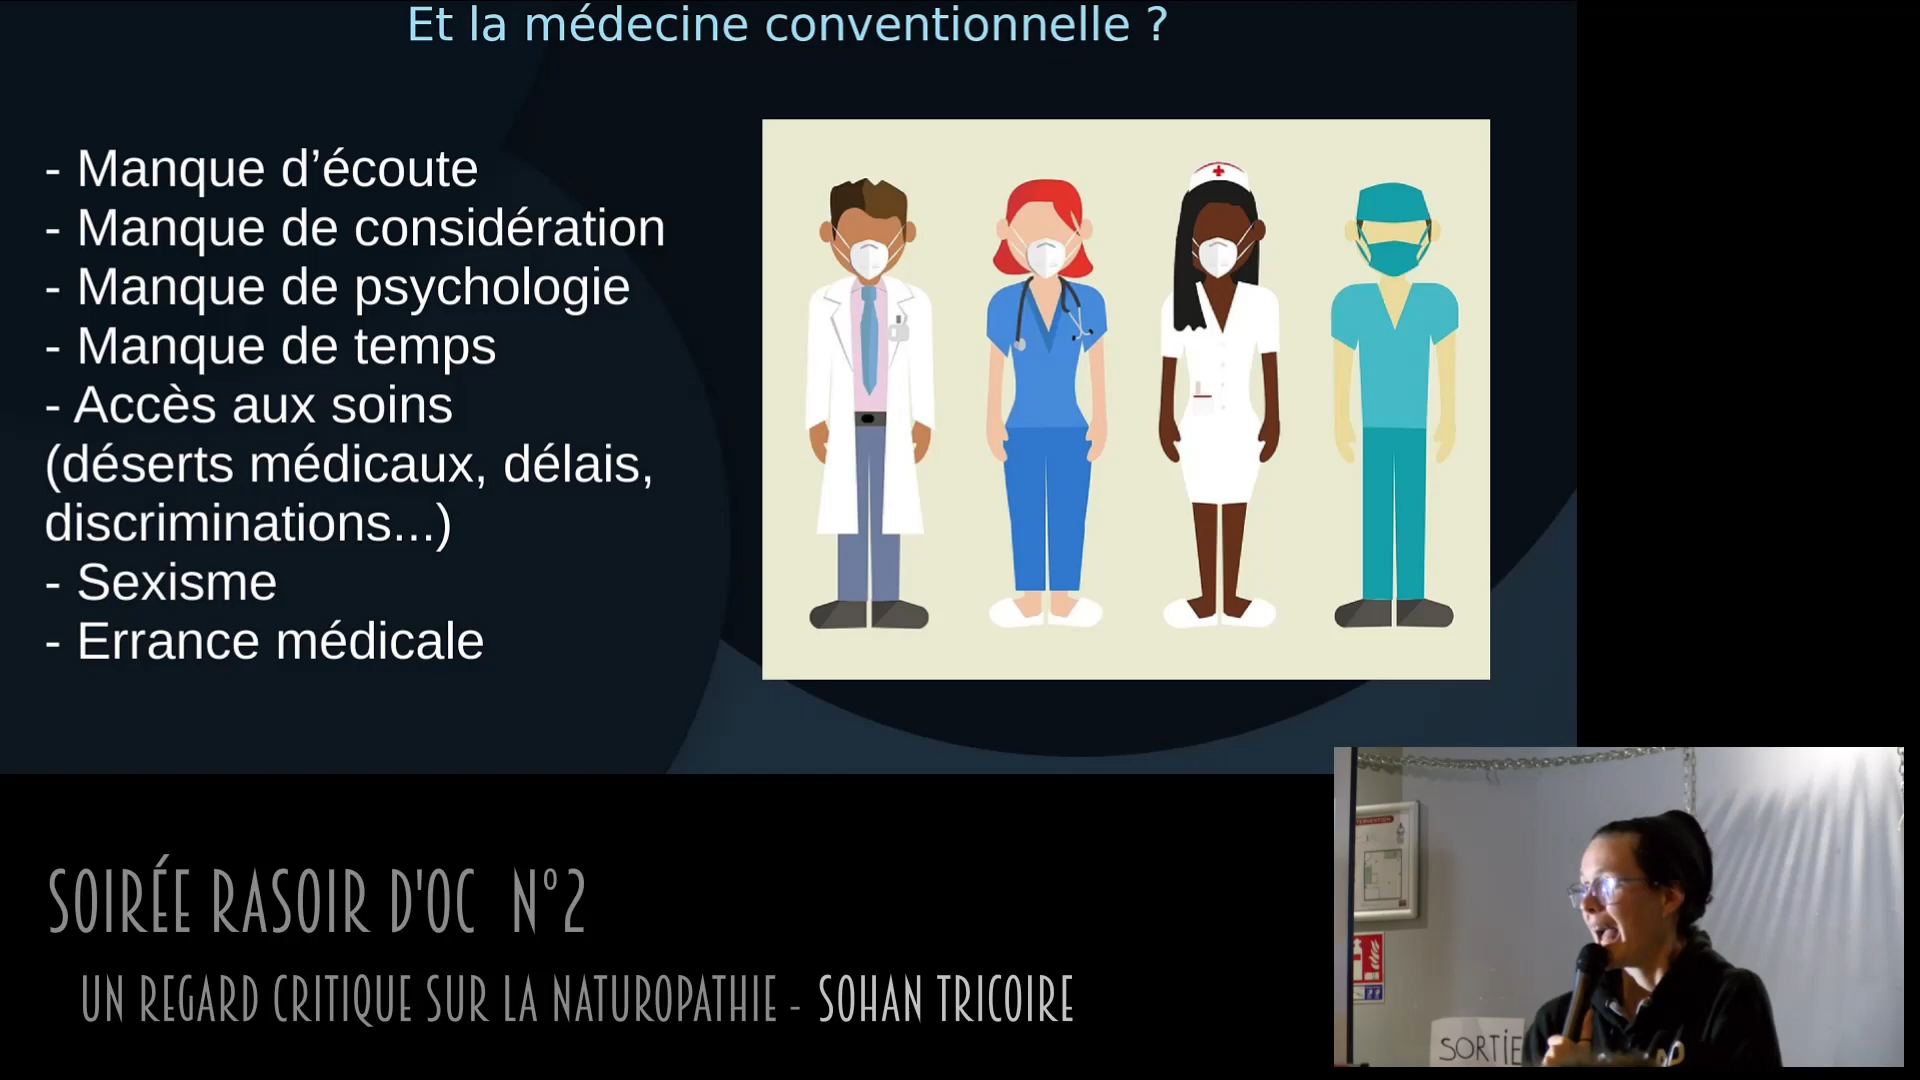 Et la médecine conventionnelle ?
- Manque d’écoute
- Manque de considération
- Manque de psychologie
- Manque de temps
- Accès aux soins
(déserts médicaux, délais,
discriminations...)
- Sexisme
- Errance médicale
SOIRÉE RASOIR D'OC N°2
UN REGARD CRITIQUE SUR LA NATUROPATHIE - SOHAN TRICOIRE
SORTIE